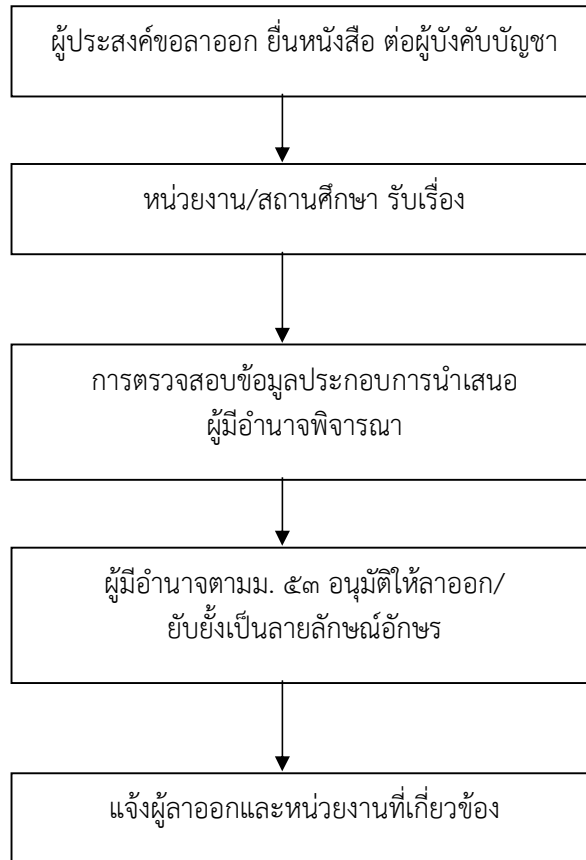 ผู้ประสงค์ขอลาออก ยื่นหนังสือ ต่อผู้บังคับบัญชา
หน่วยงาน/สถานศึกษา รับเรื่อง
การตรวจสอบข้อมูลประกอบการนำเสนอ
ผู้มีอำนาจพิจารณา
ผู้มีอำนาจตามม. ๕๓ อนุมัติให้ลาออก/
ยับยั้งเป็นลายลักษณ์อักษร
แจ้งผู้ลาออกและหน่วยงานที่เกี่ยวข้อง